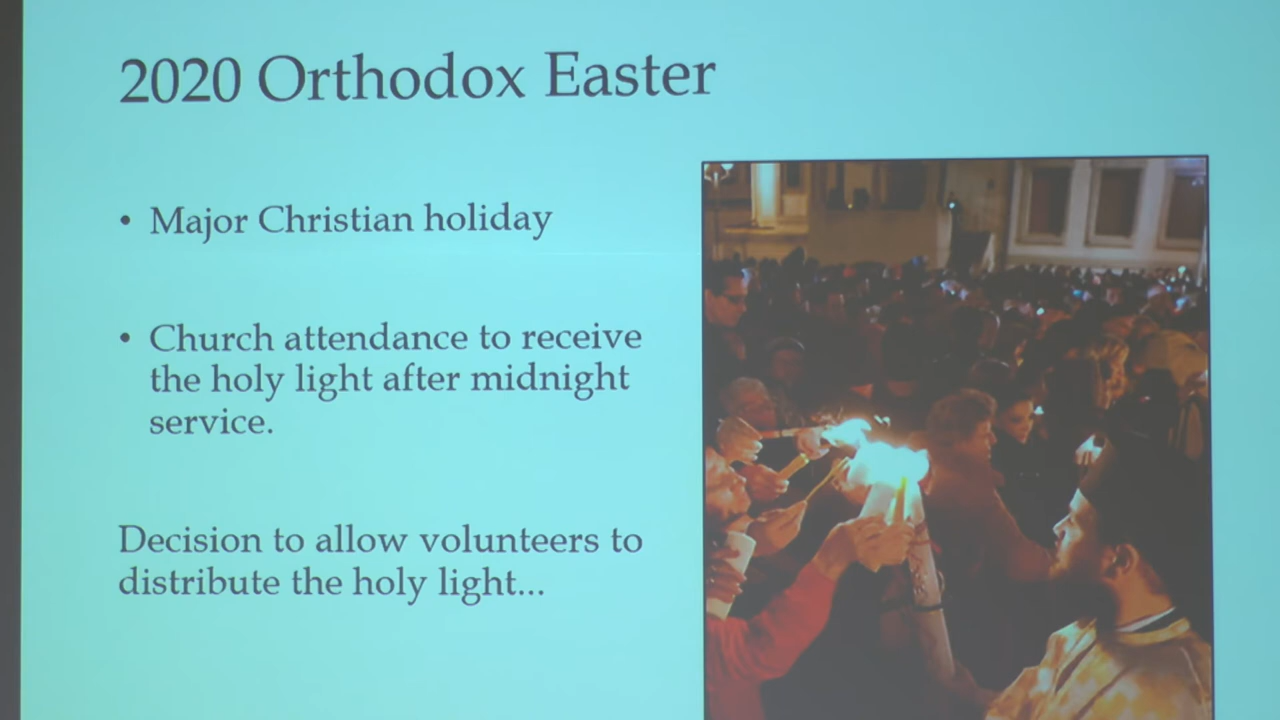 2020 Orthodox Easter
• Major Christian holiday
• Church attendance to receive
the holy light after midnight
service.
Decision to allow volunteers to
distribute the holy light...